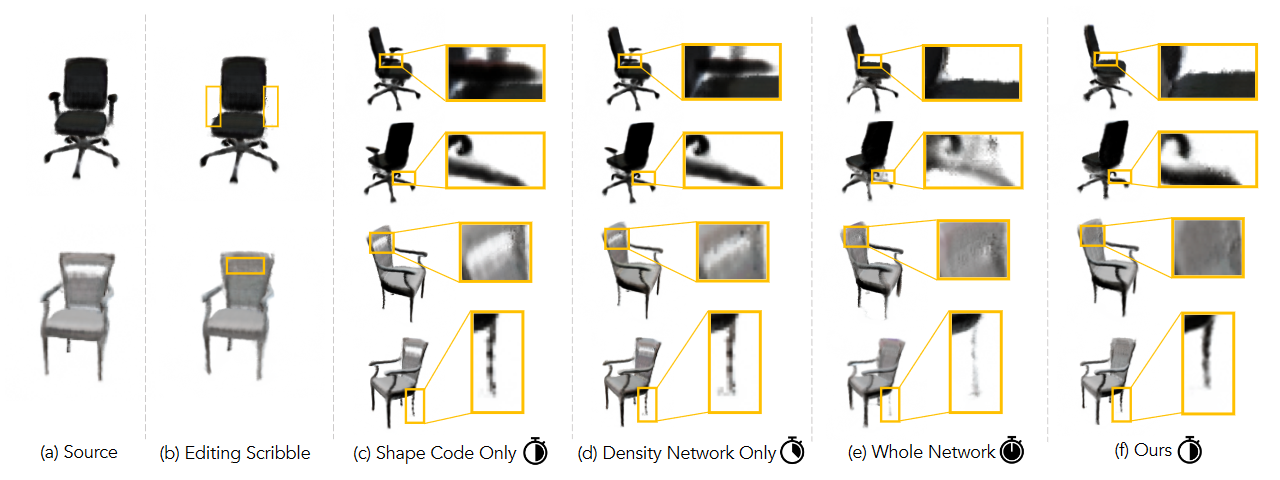 (a) Source
(b) Editing Scribble
(c) Shape Code Only
(d) Density Network Only
(e) Whole Network
(f) Ours